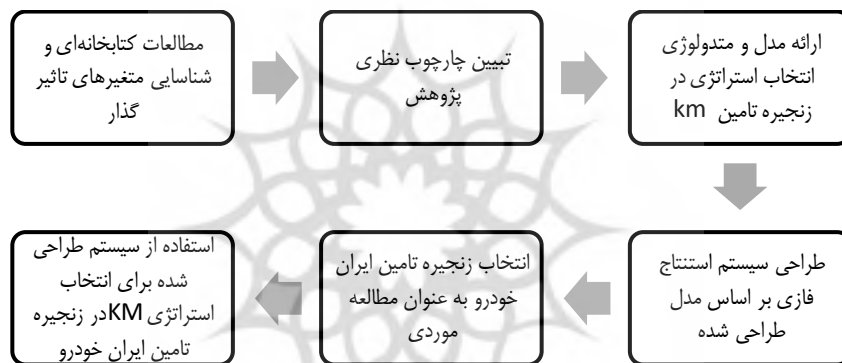 مطالعات کتابخانه‌ای و
شناسایی متغیرهای تاثیر
گذار
تبیین چارچوب نظری
پژوهش
ارائه مدل و متدولوژی
انتخاب استراتژی در
زنجیره تامین km
طراحی سیستم استنتاج
فازی بر اساس مدل
طراحی شده
انتخاب زنجیره تامین ایران
خودرو به عنوان مطالعه
موردی
استفاده از سیستم طراحی
شده برای انتخاب
استراتژی KMدر زنجیره
تامین ایران خودرو